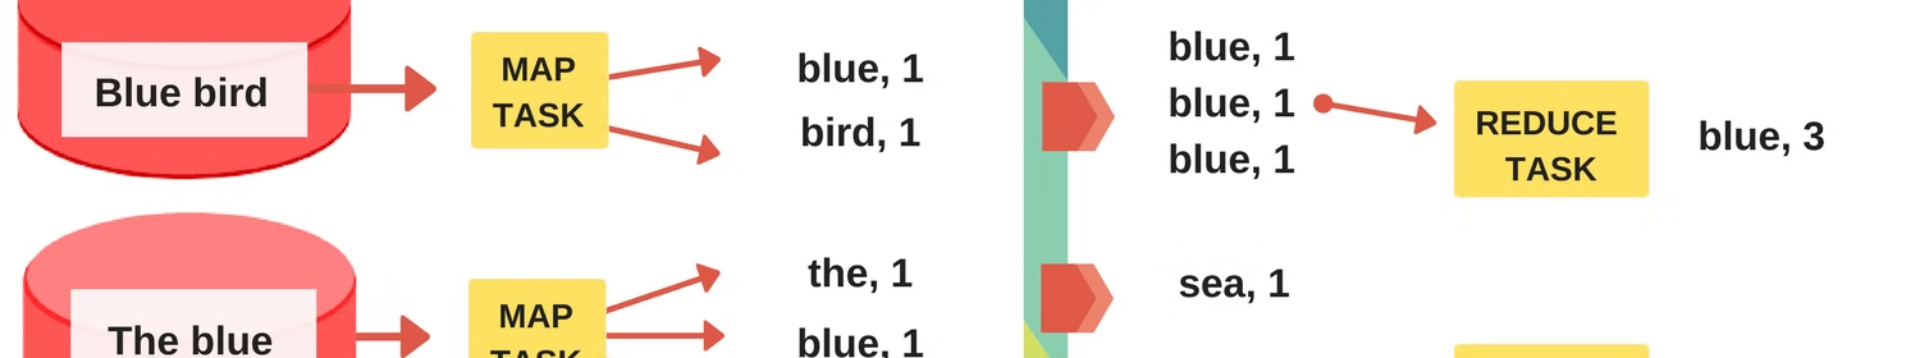 Blue bird
MAP
TASK
blue, 1
bird, 1
blue, 1
blue, 1
blue, 1
REDUCE
TASK
blue, 3
The blue
MAP
TASK
the, 1
blue, 1
sea, 1